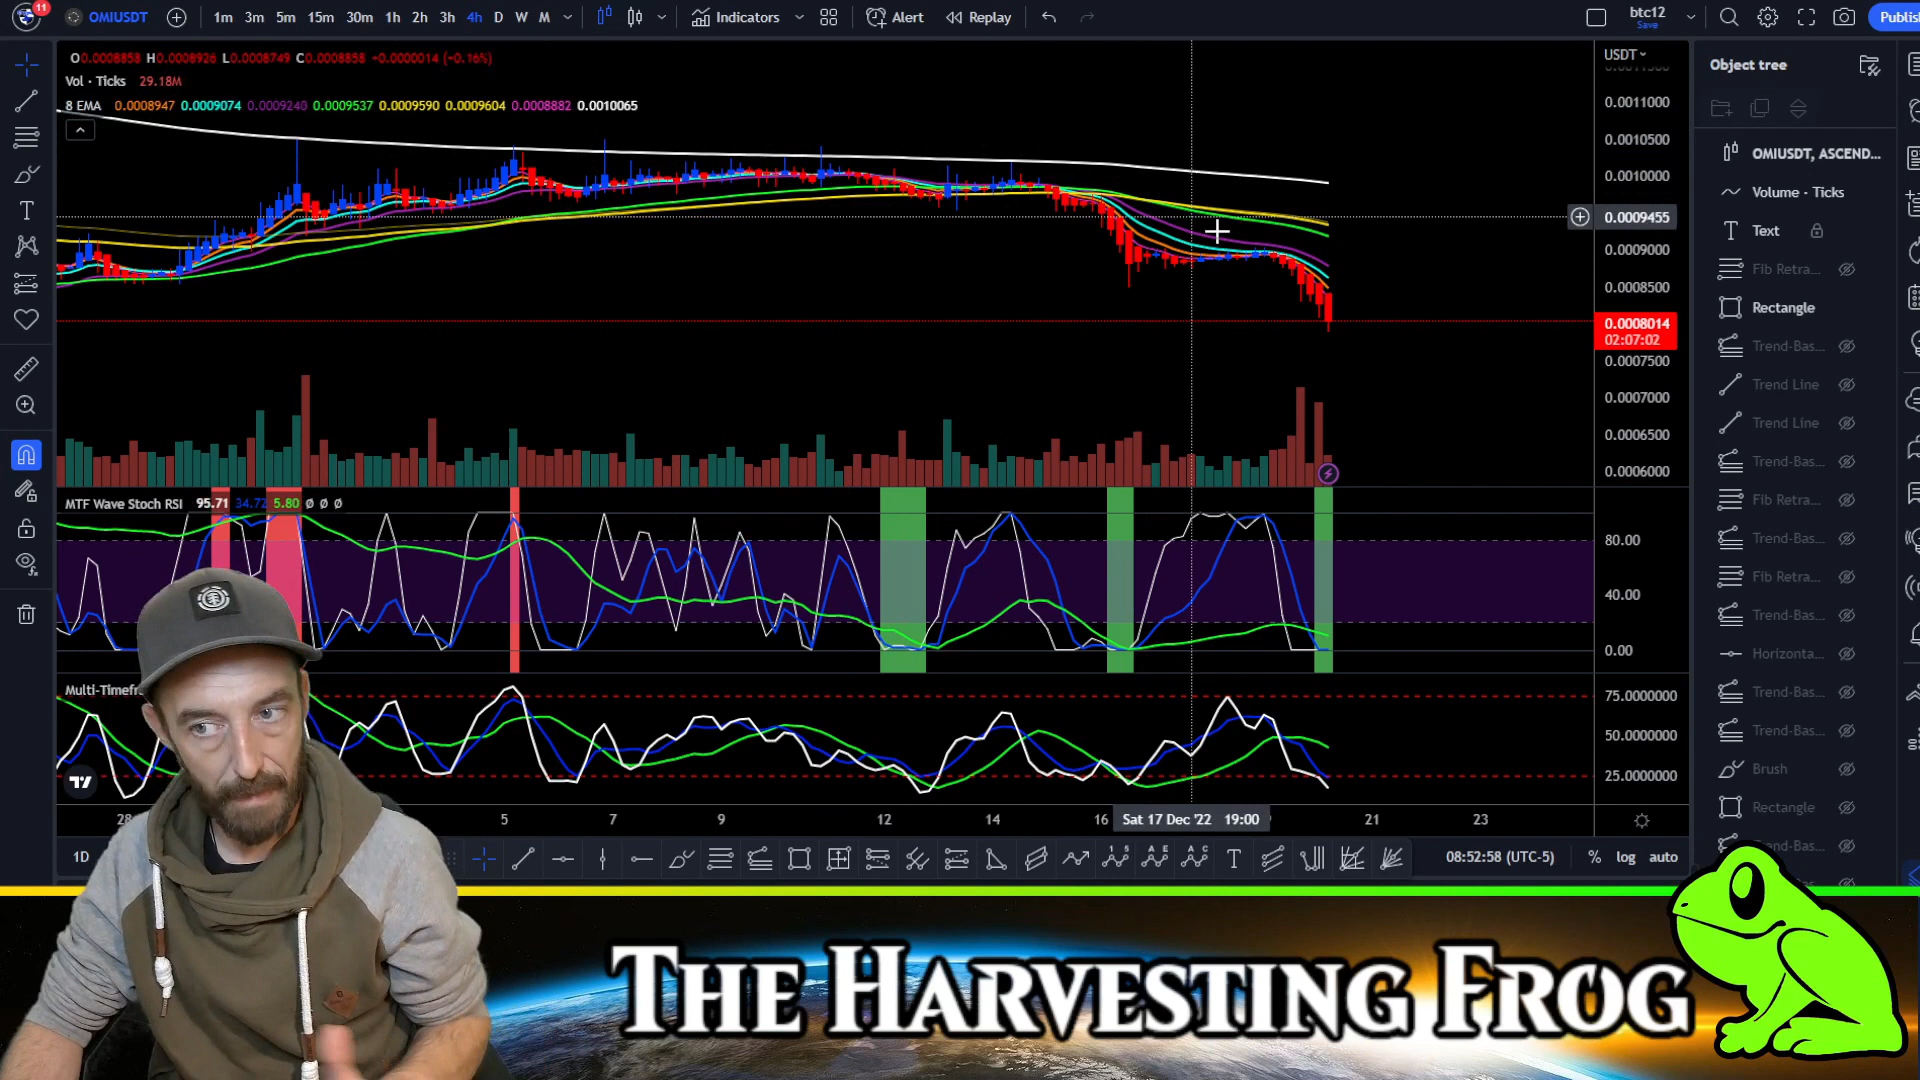 11
OMIUSDT
1m 3m 5m 15m 30m 1h 2h 3h 4h D W M
Indicators
Alert
Replay
btc12
Save
Publis
O0.0008858 H0.0008926 L0.0008749 C0.0008858 -0.0000014 (-0.16%)
Vol · Ticks 29.18M
8 EMA 0.0008947 0.0009074 0.0009240 0.0009537 0.0009590 0.0009604 0.0008882 0.0010065
USDT
0.0011000
0.0010500
0.0010000
0.0009455
0.0009000
0.0008500
0.0008014
02:07:02
0.0007500
0.0007000
0.0006500
0.0006000
Object tree
OMIUSDT, ASCEND...
Volume · Ticks
Text
Fib Retra...
Rectangle
Trend-Bas...
Trend Line
Trend Line
Trend-Bas...
Fib Retra...
Trend-Bas...
Fib Retra...
Trend-Bas...
Horizonta...
Trend-Bas...
Trend-Bas...
Brush
Rectangle
Trend-Bas...
MTF Wave Stoch RSI 95.71 34.72 5.80 ø ø ø
80.00
40.00
0.00
Multi-Timefr
75.0000000
50.0000000
25.0000000
28 5 7 9 12 14 16 Sat 17 Dec '22 19:00 21 23
1D
08:52:58 (UTC-5) % log auto
THE HARVESTING FROG